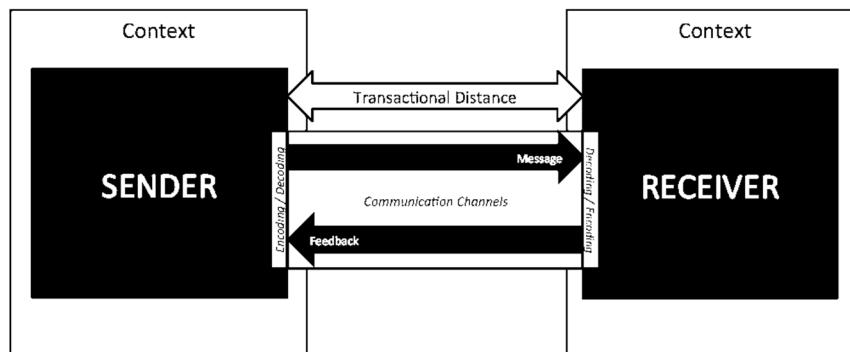 Context
Context
Transactional Distance
SENDER
Encoding / Decoding
Message
Communication Channels
Feedback
Decoding / Encoding
RECEIVER